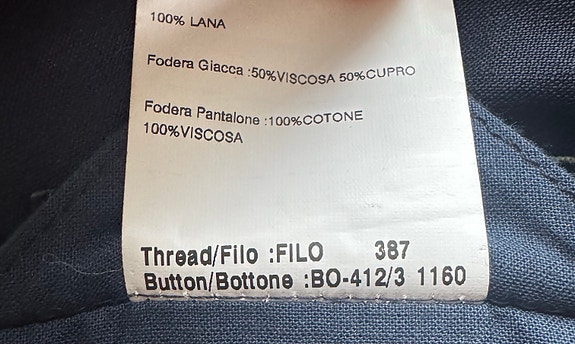 100% LANA
Fodera Giacca :50%VISCOSA 50%CUPRO
Fodera Pantalone :100%COTONE
100%VISCOSA
Thread/Filo :FILO 387
Button/Bottone :BO-412/3 1160